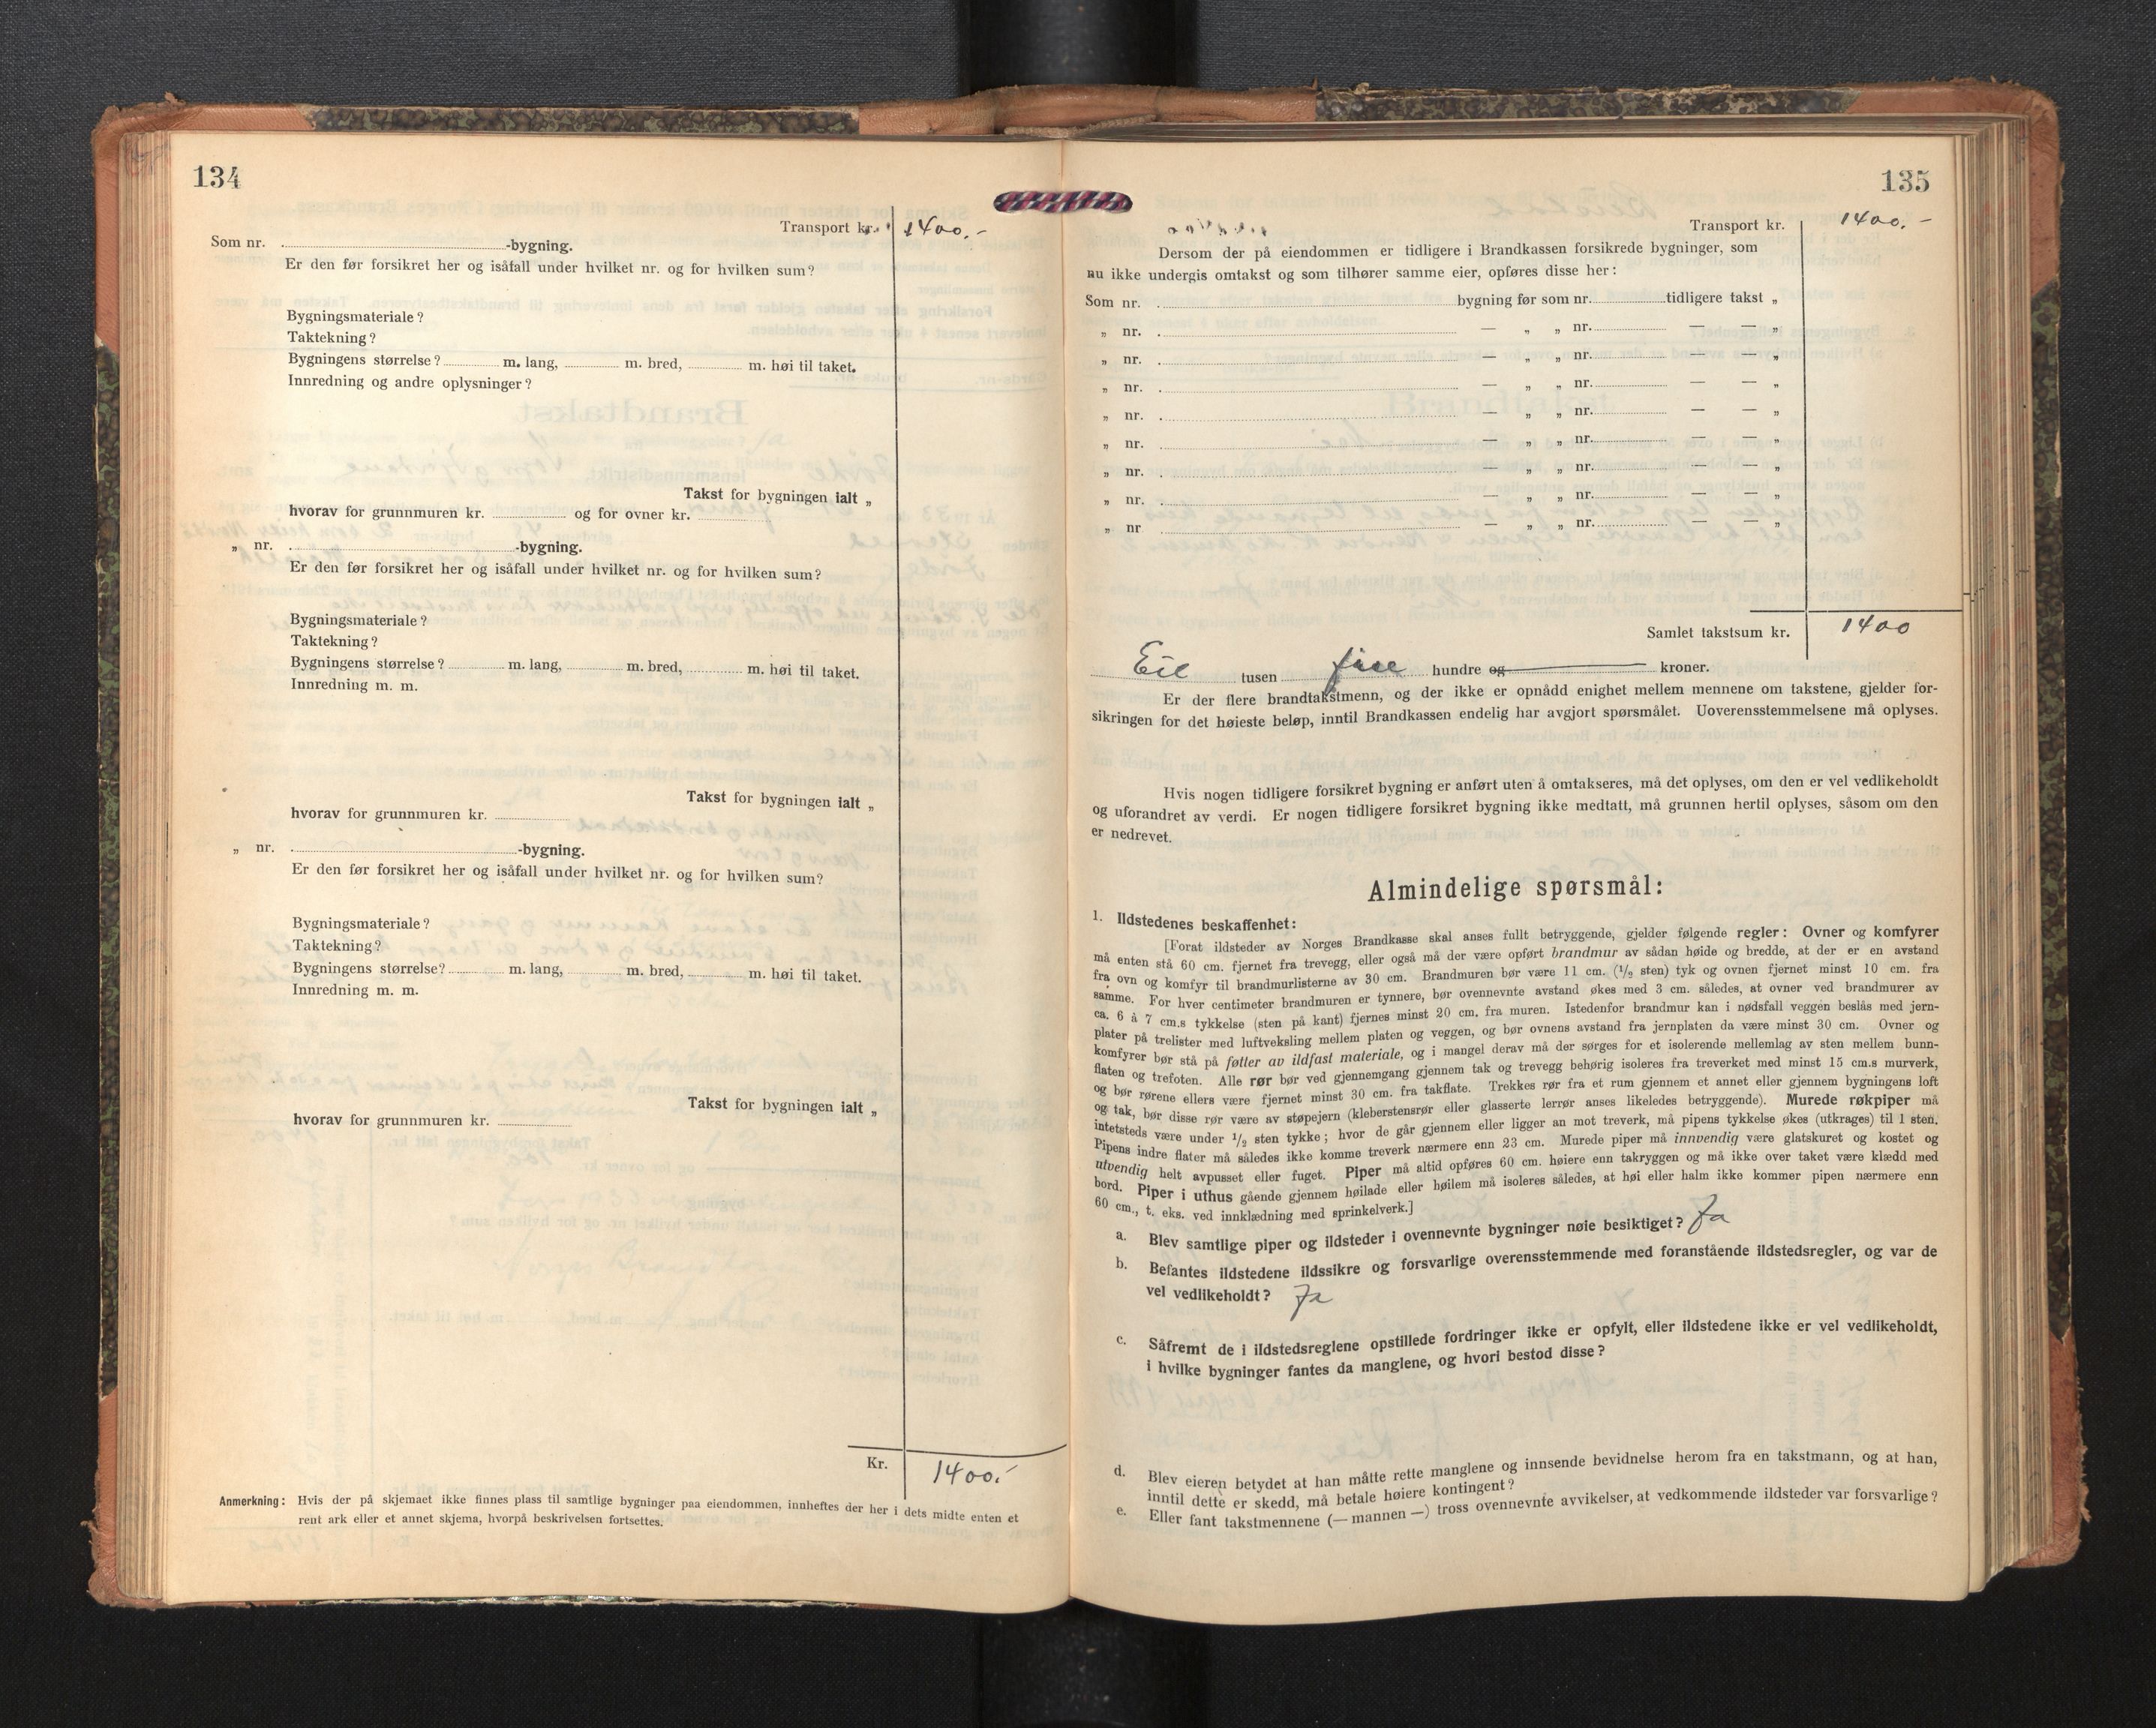 134
Transport kr. 1400.-
Som nr. -bygning.
Er den før forsikret her og isåfall under hvilket nr. og for hvilken sum?
Bygningsmateriale?
Taktekning?
Bygningens størrelse? m. lang, m. bred, m. høi til taket.
Innredning og andre oplysninger?
Takst for bygningen ialt „
hvorav for grunnmuren kr. og for ovner kr.
„ nr. -bygning.
Er den før forsikret her og isåfall under hvilket nr. og for hvilken sum?
Bygningsmateriale?
Taktekning?
Bygningens størrelse? m. lang, m. bred, m. høi til taket.
Innredning m. m.
Takst for bygningen ialt „
hvorav for grunnmuren kr.
„ nr. -bygning.
Er den før forsikret her og isåfall under hvilket nr. og for hvilken sum?
Bygningsmateriale?
Taktekning?
Bygningens størrelse? m. lang, m. bred, m. høi til taket.
Innredning m. m.
Takst for bygningen ialt „
hvorav for grunnmuren kr.
Kr. 1400.-
Anmerkning: Hvis der på skjemaet ikke finnes plass til samtlige bygninger paa eiendommen, innheftes der her i dets midte enten et
rent ark eller et annet skjema, hvorpå beskrivelsen fortsettes.
135
Transport kr. 1400.-
Dersom der på eiendommen er tidligere i Brandkassen forsikrede bygninger, som
nu ikke undergis omtakst og som tilhører samme eier, opføres disse her:
Som nr. bygning før som nr. tidligere takst „
„ nr. — „ „ nr. — — „
„ nr. — „ „ nr. — — „
„ nr. — „ „ nr. — — „
„ nr. — „ „ nr. — — „
„ nr. — „ „ nr. — — „
„ nr. — „ „ nr. — — „
„ nr. — „ „ nr. — — „
„ nr — „ „ nr. — — „
Samlet takstsum kr. 1400
Eit tusen fire hundre og kroner.
Er der flere brandtakstmenn, og der ikke er opnådd enighet mellem mennene om takstene, gjelder for-
sikringen for det høieste beløp, inntil Brandkassen endelig har avgjort spørsmålet. Uoverensstemmelsene må oplyses.
Hvis nogen tidligere forsikret bygning er anført uten å omtakseres, må det oplyses, om den er vel vedlikeholdt
og uforandret av verdi. Er nogen tidligere forsikret bygning ikke medtatt, må grunnen hertil oplyses, såsom om den
er nedrevet.
Almindelige spørsmål:
1. Ildstedenes beskaffenhet:
[Forat ildsteder av Norges Brandkasse skal anses fullt betryggende, gjelder følgende regler: Ovner og komfyrer
må enten stå 60 cm. fjernet fra trevegg, eller også må der være opført brandmur av sådan høide og bredde, at der er en avstand
fra ovn og komfyr til brandmurlisterne av 30 cm. Brandmuren bør være 11 cm. (1/2 sten) tyk og ovnen fjernet minst 10 cm. fra
samme. For hver centimeter brandmuren er tynnere, bør ovennevnte avstand økes med 3 cm. således, at ovner ved brandmurer av
ca. 6 à 7 cm.s tykkelse (sten på kant) fjernes minst 20 cm. fra muren. Istedenfor brandmur kan i nødsfall veggen beslås med jern-
plater på trelister med luftveksling mellem platen og veggen, og bør ovnens avstand fra jernplaten da være minst 30 cm. Ovner og
komfyrer bør stå på føtter av ildfast materiale, og i mangel derav må der sørges for et isolerende mellemlag av sten mellem bunn-
flaten og trefoten. Alle rør bør ved gjennemgang gjennem tak og trevegg behørig isoleres fra treverket med minst 15 cm.s murverk,
og bør rørene ellers være fjernet minst 30 cm. fra takflate. Trekkes rør fra et rum gjennem et annet eller gjennem bygningens loft
og tak, bør disse rør være av støpejern (kleberstensrør eller glasserte lerrør anses likeledes betryggende). Murede røkpiper må
intetsteds være under 1/2 sten tykke; hvor de går gjennem eller ligger an mot treverk, må pipens tykkelse økes (utkrages) til 1 sten.
Pipens indre flater må således ikke komme treverk nærmere enn 23 cm. Murede piper må innvendig være glatskuret og kostet og
utvendig helt avpusset eller fuget. Piper må altid opføres 60 cm. høiere enn takryggen og må ikke over taket være klædd med
bord. Piper i uthus gående gjennem høilade eller høilem må isoleres således, at høi eller halm ikke kommer pipen nærmere enn
60 cm., t. eks. ved innklædning med sprinkelverk.]
a. Blev samtlige piper og ildsteder i ovennevnte bygninger nøie besiktiget? Ja
b. Befantes ildstedene ildssikre og forsvarlige overensstemmende med foranstående ildstedsregler, og var de
vel vedlikeholdt? Ja
c. Såfremt de i ildstedsreglene opstillede fordringer ikke er opfylt, eller ildstedene ikke er vel vedlikeholdt,
i hvilke bygninger fantes da manglene, og hvori bestod disse?
d. Blev eieren betydet at han måtte rette manglene og innsende bevidnelse herom fra en takstmann, og at han,
inntil dette er skedd, må betale høiere kontingent?
e. Eller fant takstmennene (— mannen —) tross ovennevnte avvikelser, at vedkommende ildsteder var forsvarlige?